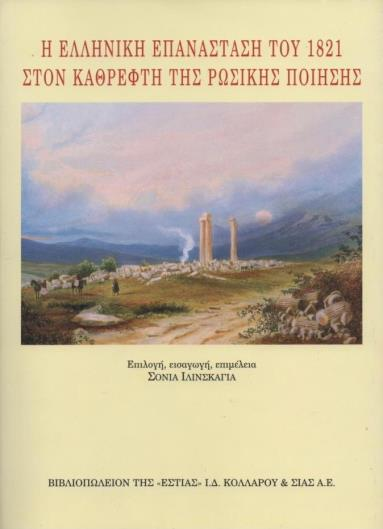 Η ΕΛΛΗΝΙΚΗ ΕΠΑΝΑΣΤΑΣΗ ΤΟΥ 1821
ΣΤΟΝ ΚΑΘΡΕΦΤΗ ΤΗΣ ΡΩΣΙΚΗΣ ΠΟΙΗΣΗΣ
Επιλογή, εισαγωγή, επιμέλεια
ΣΟΝΙΑ ΙΛΙΝΣΚΑΓΙΑ
ΒΙΒΛΙΟΠΩΛΕΙΟΝ ΤΗΣ «ΕΣΤΙΑΣ» Ι.Δ. ΚΟΛΛΑΡΟΥ & ΣΙΑΣ Α.Ε.